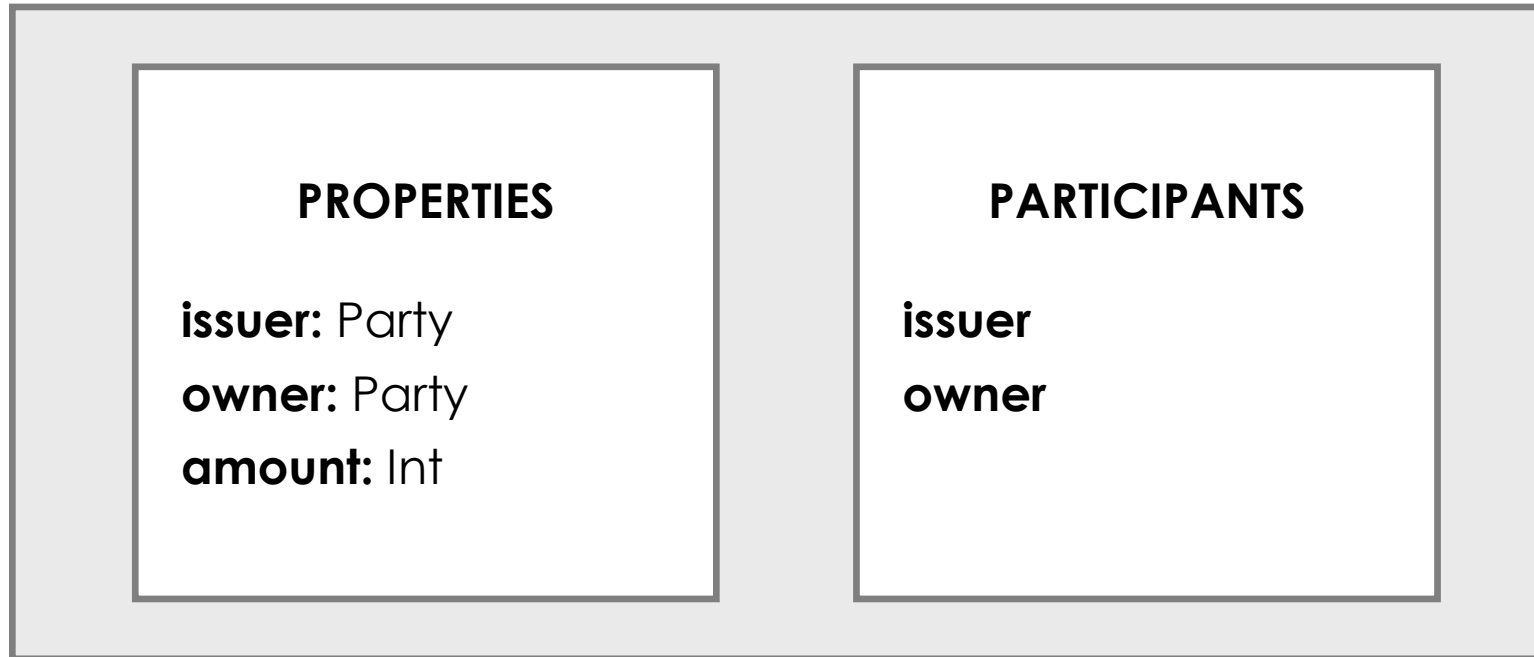 PROPERTIES
issuer: Party
owner: Party
amount: Int
PARTICIPANTS
issuer
owner